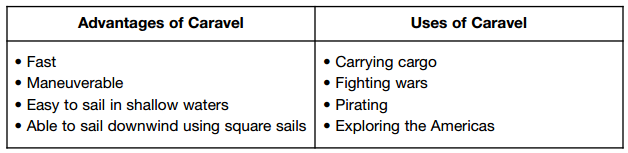 Advantages of Caravel
Uses of Caravel
• Fast
• Maneuverable
• Easy to sail in shallow waters
• Able to sail downwind using square sails
• Carrying cargo
• Fighting wars
• Pirating
• Exploring the Americas